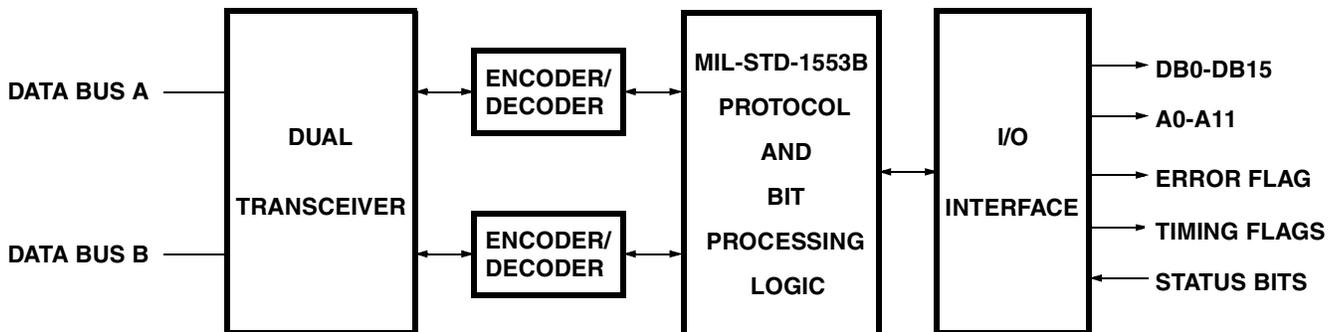 DATA BUS A
DATA BUS B
DUAL
TRANSCEIVER
ENCODER/
DECODER
ENCODER/
DECODER
MIL-STD-1553B
PROTOCOL
AND
BIT
PROCESSING
LOGIC
I/O
INTERFACE
DB0-DB15
A0-A11
ERROR FLAG
TIMING FLAGS
STATUS BITS